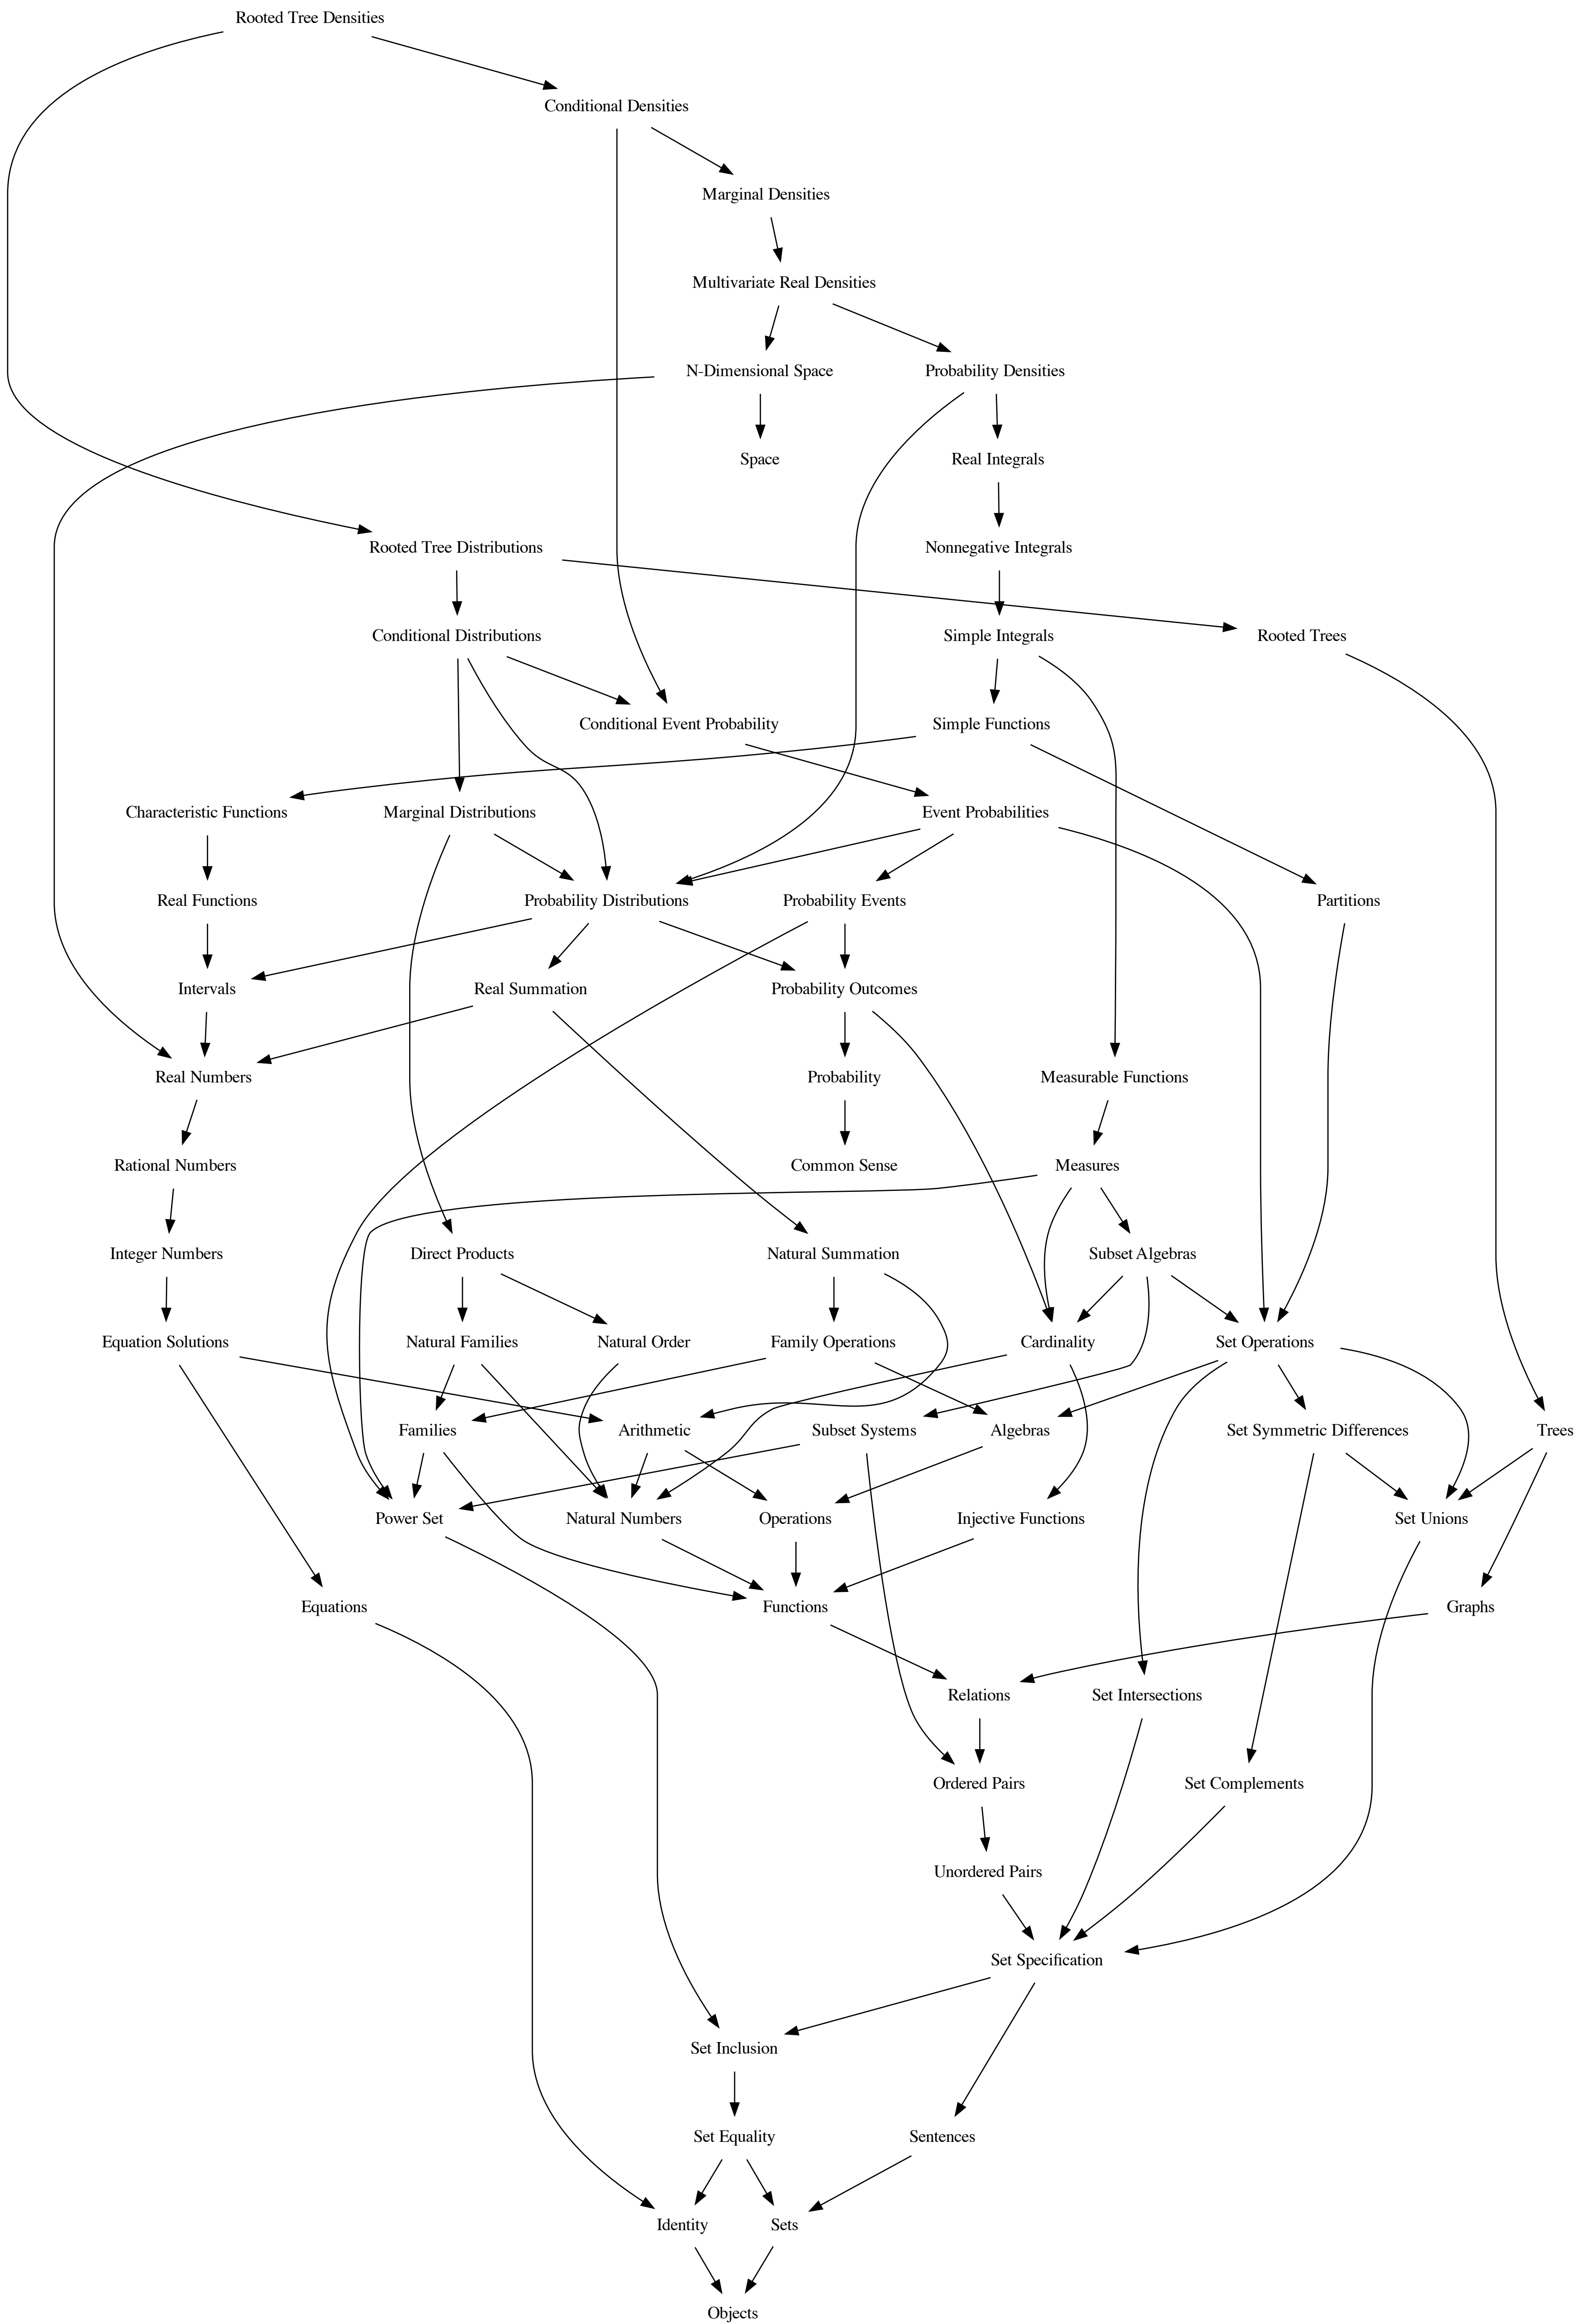 Rooted Tree Densities
Conditional Densities
Marginal Densities
Multivariate Real Densities
N-Dimensional Space
Probability Densities
Space
Real Integrals
Rooted Tree Distributions
Nonnegative Integrals
Conditional Distributions
Simple Integrals
Rooted Trees
Conditional Event Probability
Simple Functions
Characteristic Functions
Marginal Distributions
Event Probabilities
Real Functions
Probability Distributions
Probability Events
Partitions
Intervals
Real Summation
Probability Outcomes
Real Numbers
Probability
Measurable Functions
Rational Numbers
Common Sense
Measures
Integer Numbers
Direct Products
Natural Summation
Subset Algebras
Equation Solutions
Natural Families
Natural Order
Family Operations
Cardinality
Set Operations
Families
Arithmetic
Subset Systems
Algebras
Set Symmetric Differences
Trees
Power Set
Natural Numbers
Operations
Injective Functions
Set Unions
Equations
Functions
Graphs
Relations
Set Intersections
Ordered Pairs
Set Complements
Unordered Pairs
Set Specification
Set Inclusion
Set Equality
Sentences
Identity
Sets
Objects